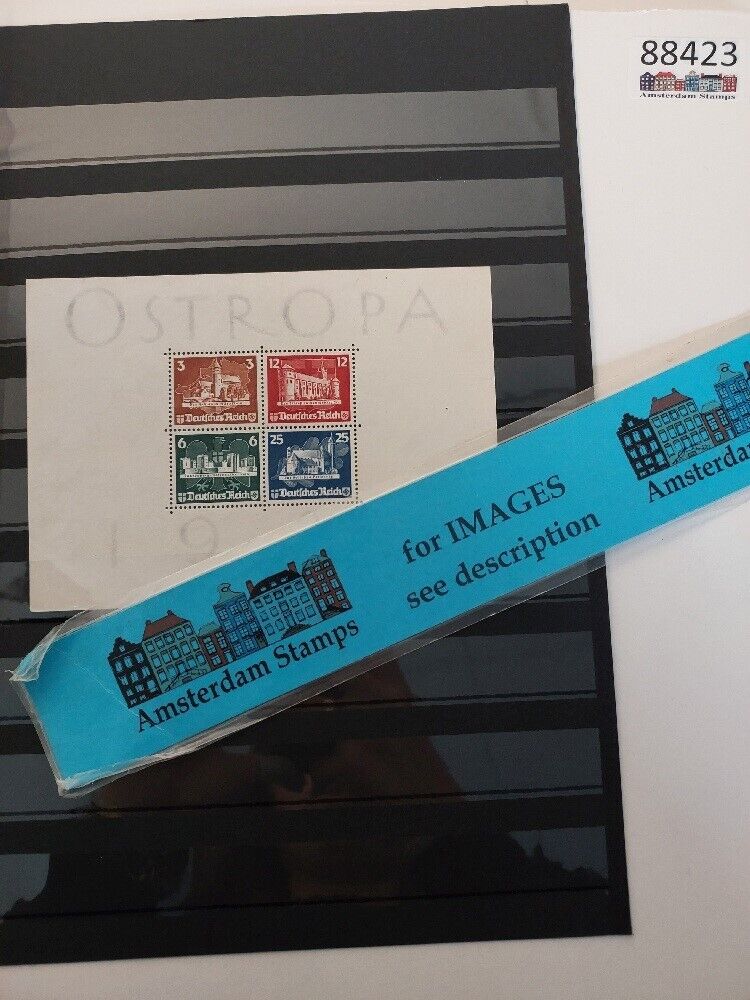 88423
Amsterdam Stamps
OSTROPA
3 3
12 12
Deutsches Reich
Deutsches Reich
6 6
25 25
Deutsches Reich
Deutsches Reich
19
for IMAGES
see description
Amsterdam Stamps
Amsterdam